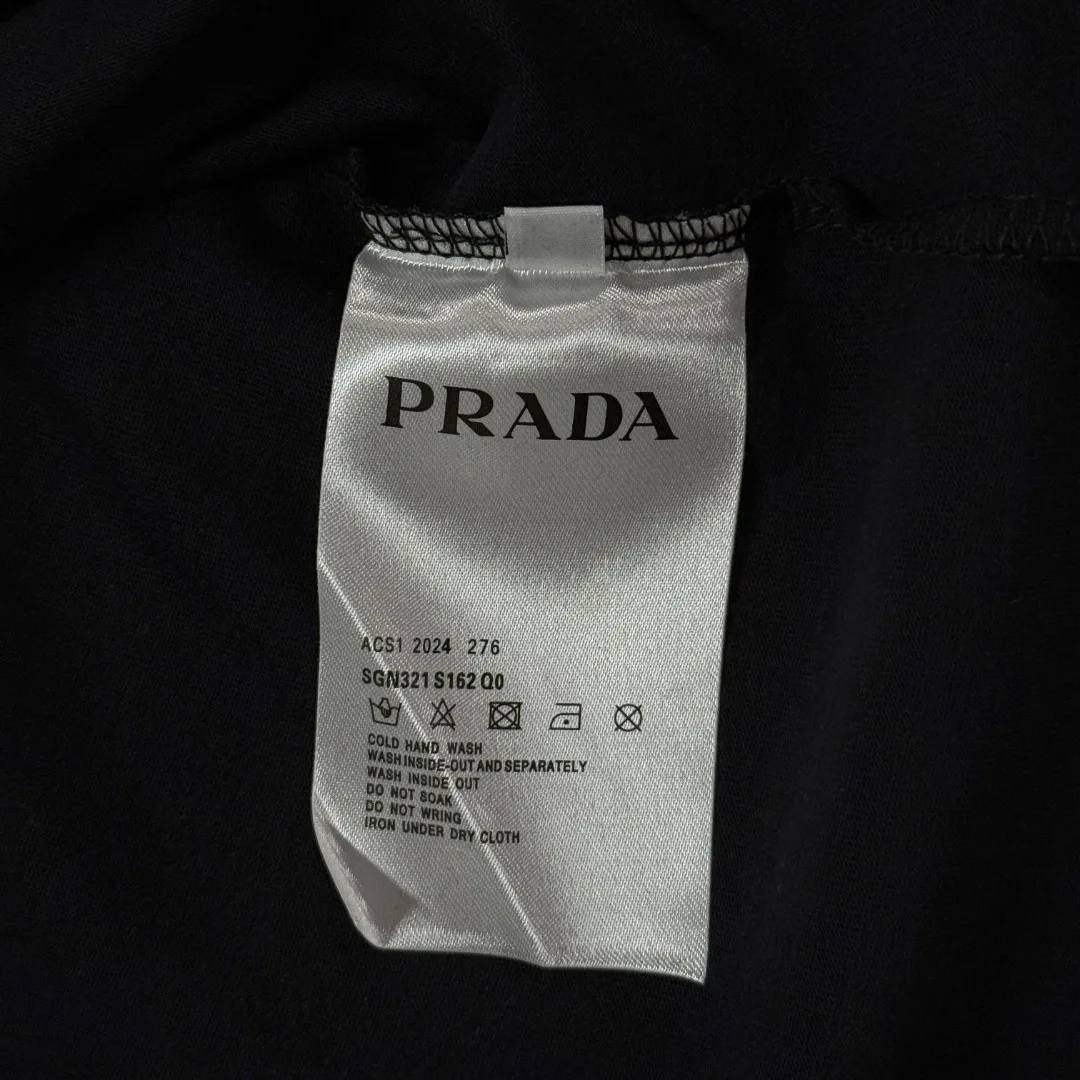 PRADA
ACS1 2024 276
SGN321 S162 Q0
COLD HAND WASH
WASH INSIDE-OUT AND SEPARATELY
WASH INSIDE OUT
DO NOT SOAK
DO NOT WRING
IRON UNDER DRY CLOTH